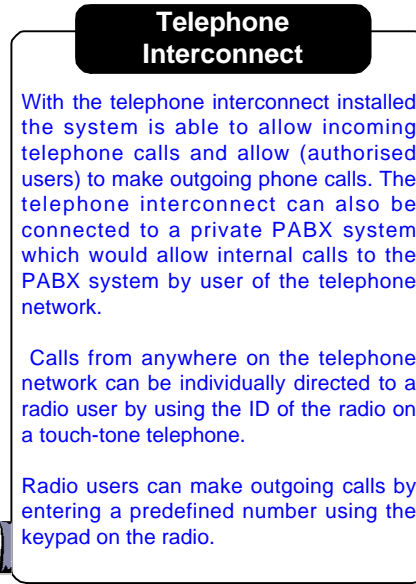 Telephone
Interconnect
With the telephone interconnect installed
the system is able to allow incoming
telephone calls and allow (authorised
users) to make outgoing phone calls. The
telephone interconnect can also be
connected to a private PABX system
which would allow internal calls to the
PABX system by user of the telephone
network.
Calls from anywhere on the telephone
network can be individually directed to a
radio user by using the ID of the radio on
a touch-tone telephone.
Radio users can make outgoing calls by
entering a predefined number using the
keypad on the radio.